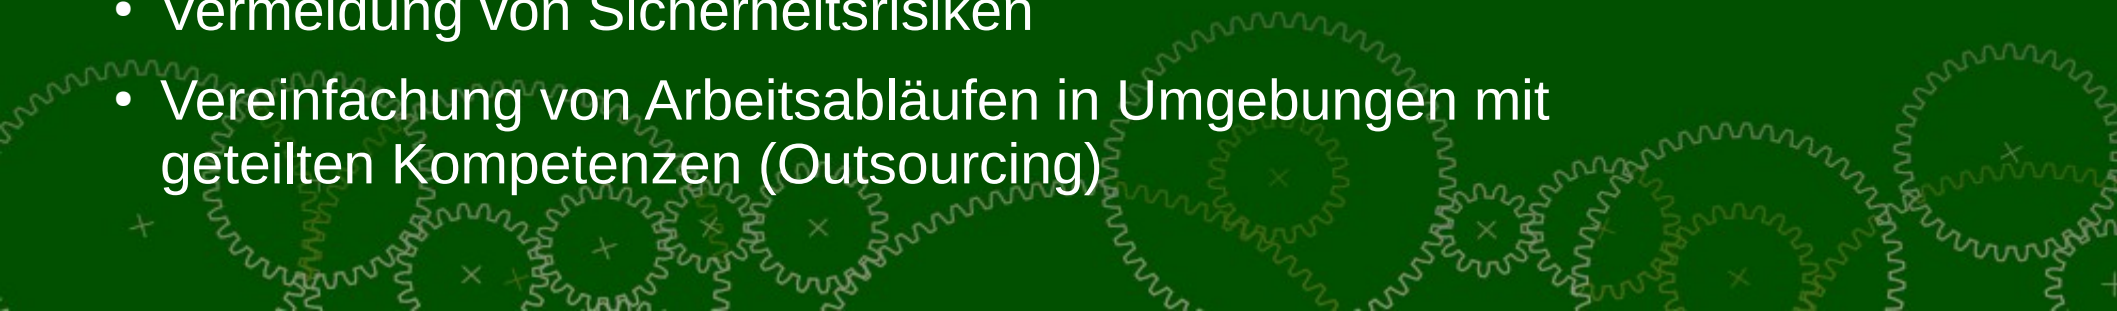 • Vermeidung von Sicherheitsrisiken
• Vereinfachung von Arbeitsabläufen in Umgebungen mit
geteilten Kompetenzen (Outsourcing)